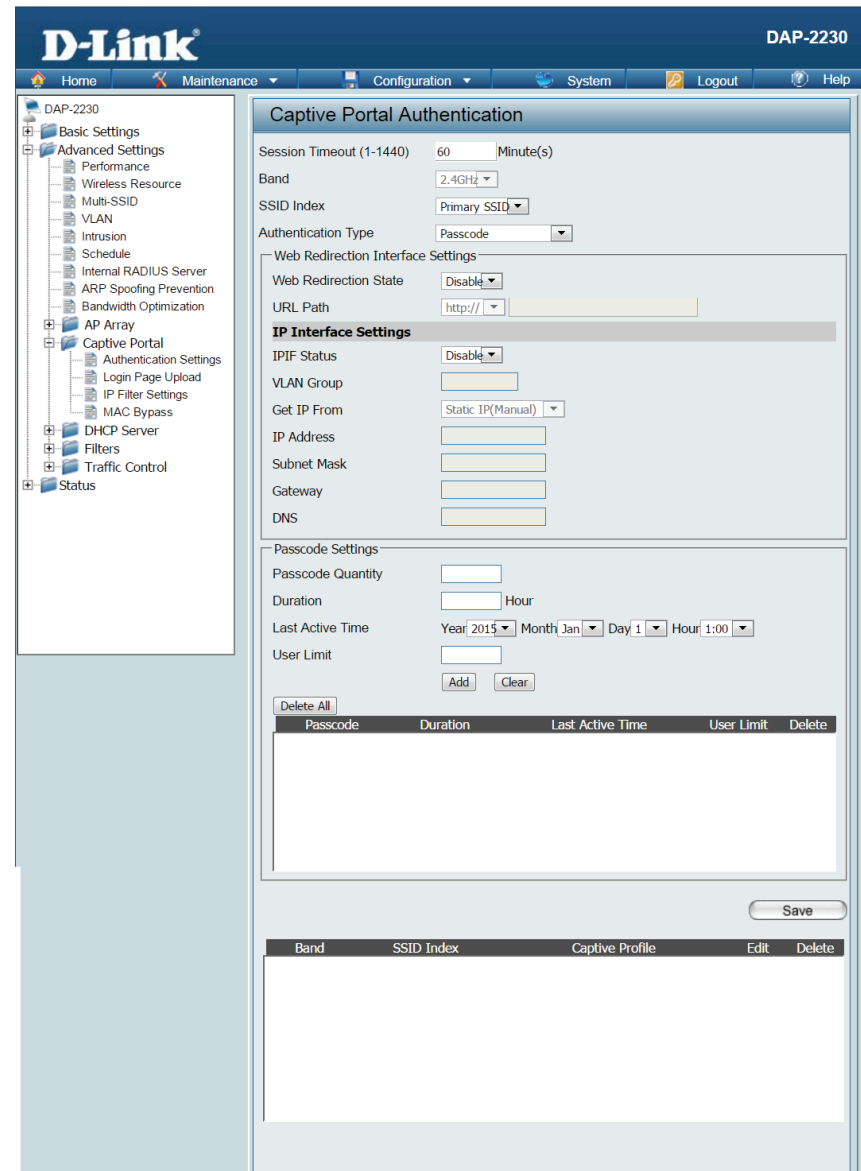 D-Link®
DAP-2230
Home Maintenance Configuration System Logout Help
DAP-2230
Basic Settings
Advanced Settings
Performance
Wireless Resource
Multi-SSID
VLAN
Intrusion
Schedule
Internal RADIUS Server
ARP Spoofing Prevention
Bandwidth Optimization
AP Array
Captive Portal
Authentication Settings
Login Page Upload
IP Filter Settings
MAC Bypass
DHCP Server
Filters
Traffic Control
Status
Captive Portal Authentication
Session Timeout (1-1440) 60 Minute(s)
Band 2.4GHz
SSID Index Primary SSID
Authentication Type Passcode
Web Redirection Interface Settings
Web Redirection State Disable
URL Path http://
IP Interface Settings
IPIF Status Disable
VLAN Group
Get IP From Static IP(Manual)
IP Address
Subnet Mask
Gateway
DNS
Passcode Settings
Passcode Quantity
Duration Hour
Last Active Time Year 2015 Month Jan Day 1 Hour 1:00
User Limit
Add Clear
Delete All
Passcode Duration Last Active Time User Limit Delete
Save
Band SSID Index Captive Profile Edit Delete